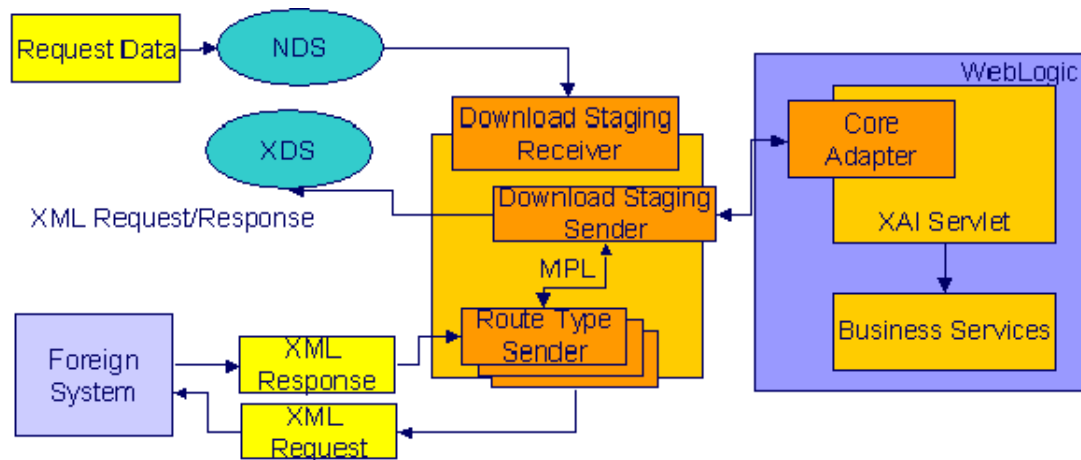 Request Data
NDS
WebLogic
Download Staging
Receiver
Core
Adapter
XDS
Download Staging
Sender
XML Request/Response
XAI Servlet
MPL
Route Type
Sender
Business Services
Foreign
System
XML
Response
XML
Request